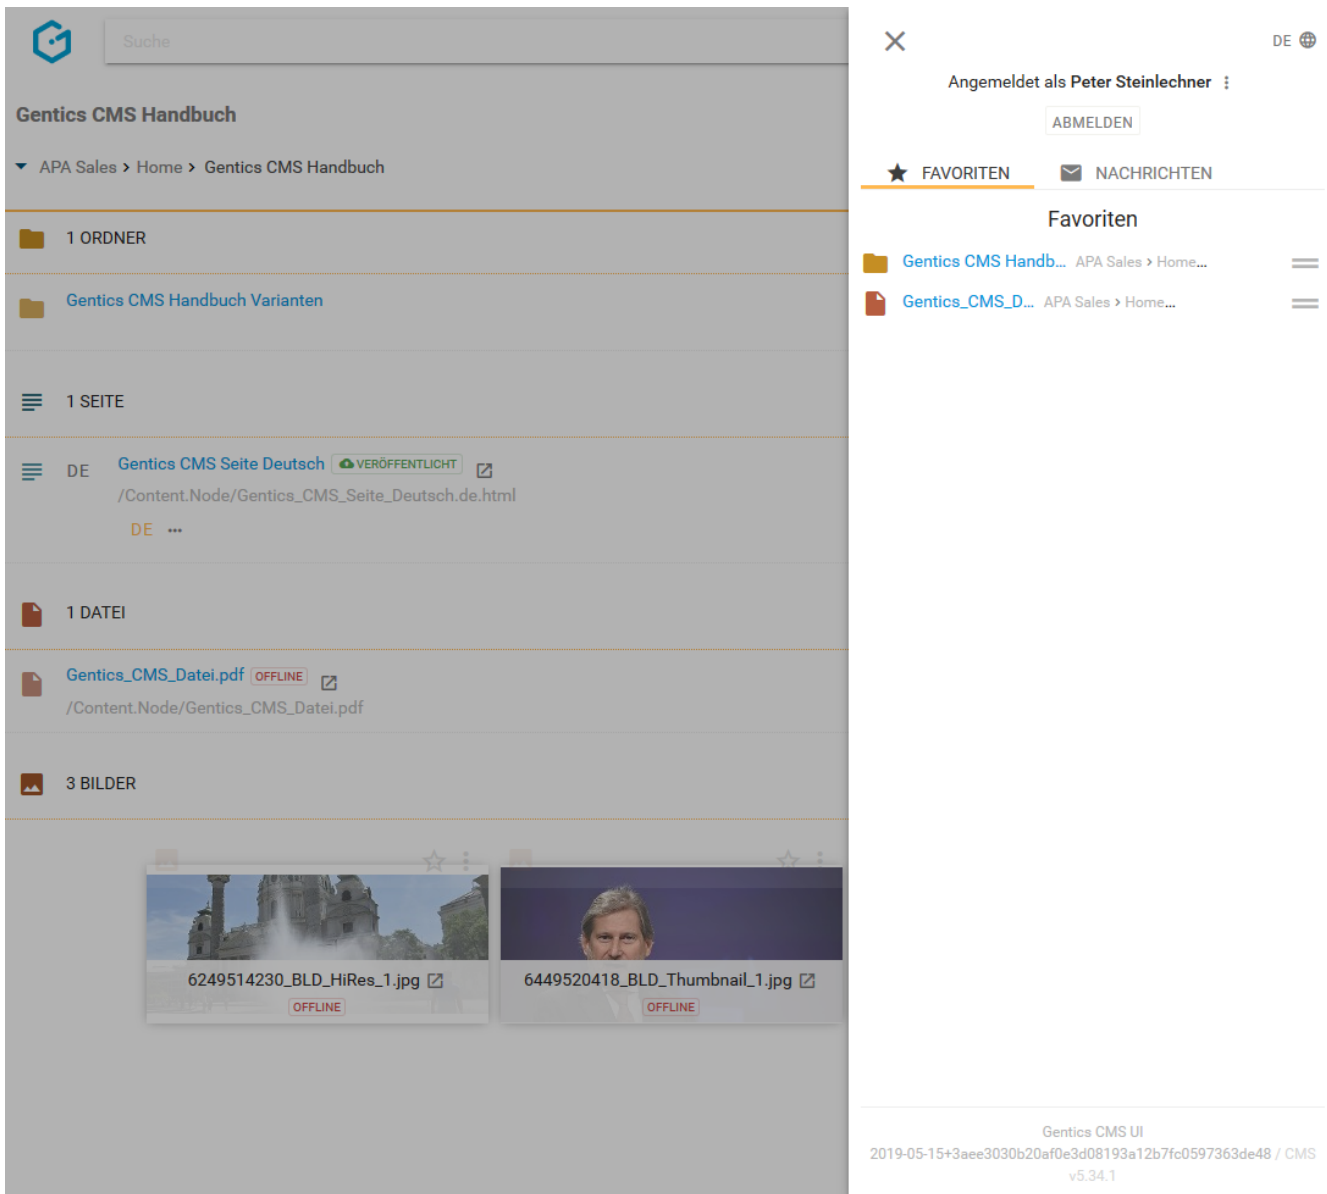 Suche
Gentics CMS Handbuch
APA Sales > Home > Gentics CMS Handbuch
1 ORDNER
Gentics CMS Handbuch Varianten
1 SEITE
DE Gentics CMS Seite Deutsch VERÖFFENTLICHT
/Content.Node/Gentics_CMS_Seite_Deutsch.de.html
DE ...
1 DATEI
Gentics_CMS_Datei.pdf OFFLINE
/Content.Node/Gentics_CMS_Datei.pdf
3 BILDER
6249514230_BLD_HiRes_1.jpg
OFFLINE
6449520418_BLD_Thumbnail_1.jpg
OFFLINE
DE
Angemeldet als Peter Steinlechner
ABMELDEN
FAVORITEN NACHRICHTEN
Favoriten
Gentics CMS Handb... APA Sales > Home...
Gentics_CMS_D... APA Sales > Home...
Gentics CMS UI
2019-05-15+3aee3030b20af0e3d08193a12b7fc0597363de48 / CMS
v5.34.1